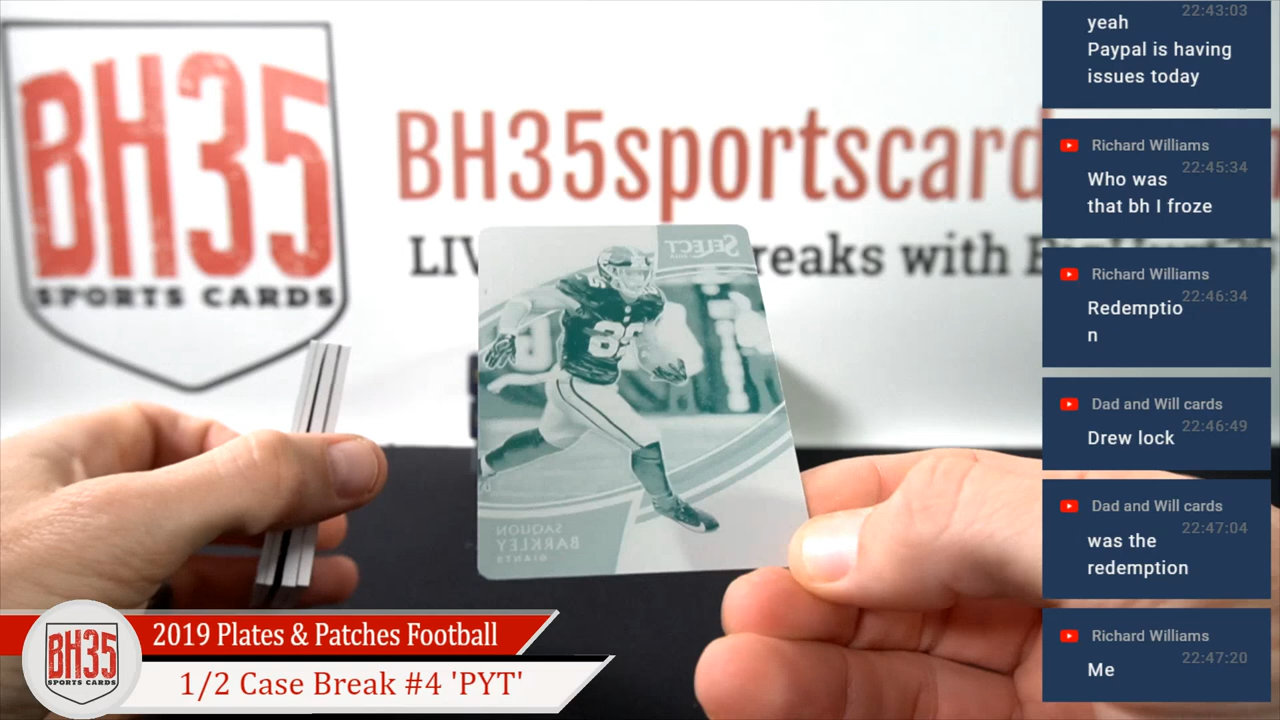 BH35
SPORTS CARDS
BH35sportscard
LIV
reaks with
SELECT
SAQUON
BARKLEY
GIANTS
2019 Plates & Patches Football
1/2 Case Break #4 'PYT'
BH35
SPORTS CARDS
22:43:03
yeah
Paypal is having
issues today
Richard Williams
22:45:34
Who was
that bh I froze
Richard Williams
22:46:34
Redemptio
n
Dad and Will cards
22:46:49
Drew lock
Dad and Will cards
22:47:04
was the
redemption
Richard Williams
22:47:20
Me